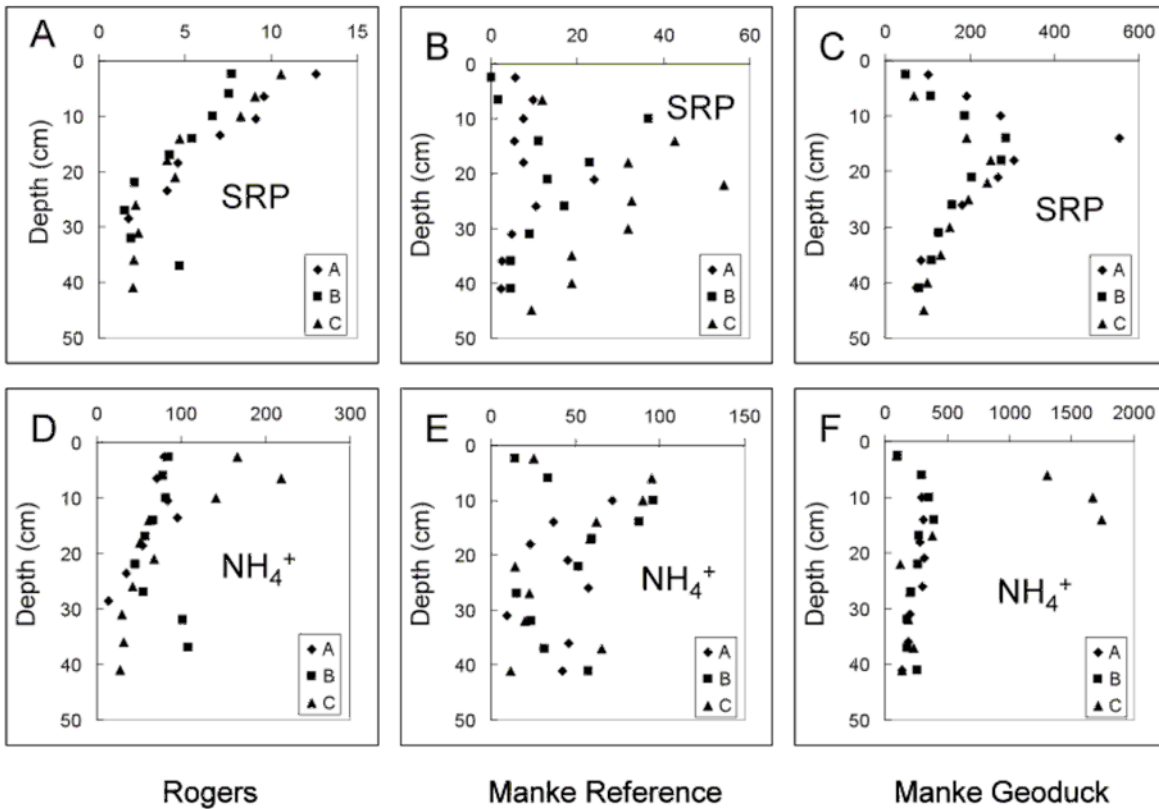 A
0 5 10 15
0
10
20
30
40
50
Depth (cm)
SRP
A
B
C
B
0 20 40 60
0
10
20
30
40
50
Depth (cm)
SRP
A
B
C
C
0 200 400 600
0
10
20
30
40
50
Depth (cm)
SRP
A
B
C
D
0 100 200 300
0
10
20
30
40
50
Depth (cm)
NH₄⁺
A
B
C
E
0 50 100 150
0
10
20
30
40
50
Depth (cm)
NH₄⁺
A
B
C
F
0 500 1000 1500 2000
0
10
20
30
40
50
Depth (cm)
NH₄⁺
A
B
C
Rogers
Manke Reference
Manke Geoduck